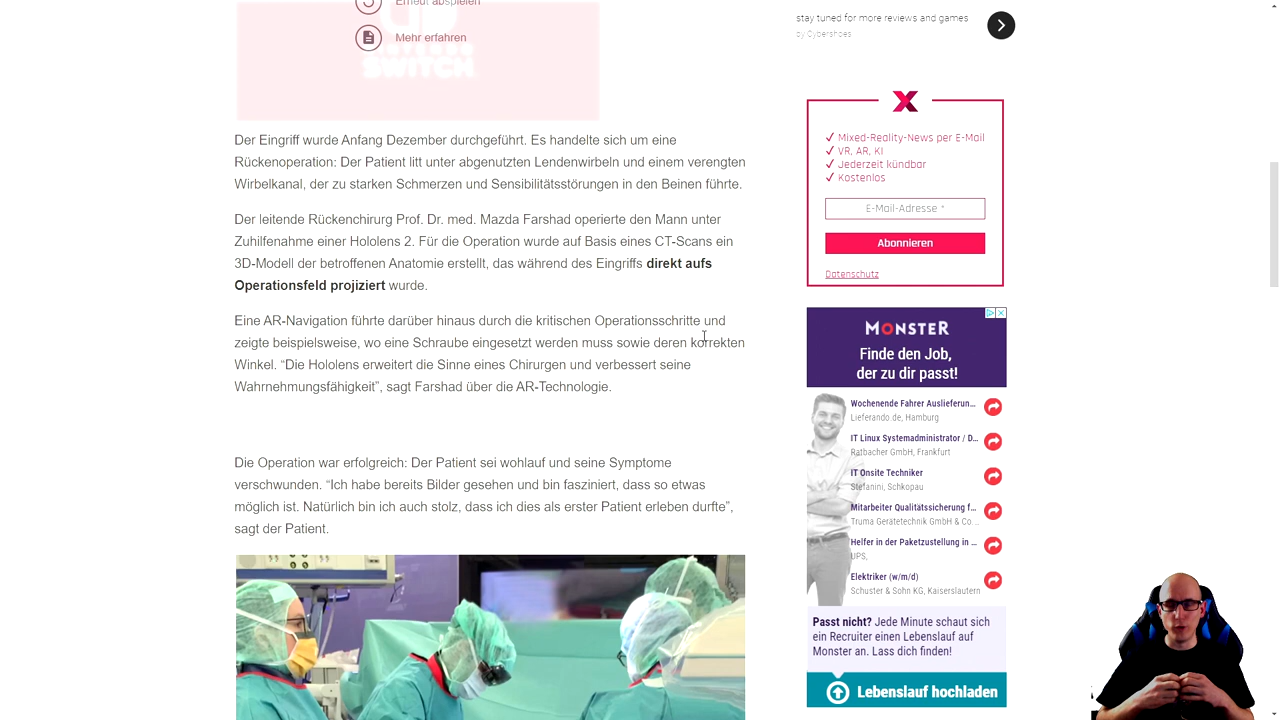 Erneut abspielen
Mehr erfahren
SWITCH
Der Eingriff wurde Anfang Dezember durchgeführt. Es handelte sich um eine
Rückenoperation: Der Patient litt unter abgenutzten Lendenwirbeln und einem verengten
Wirbelkanal, der zu starken Schmerzen und Sensibilitätsstörungen in den Beinen führte.
Der leitende Rückenchirurg Prof. Dr. med. Mazda Farshad operierte den Mann unter
Zuhilfenahme einer Hololens 2. Für die Operation wurde auf Basis eines CT-Scans ein
3D-Modell der betroffenen Anatomie erstellt, das während des Eingriffs direkt aufs
Operationsfeld projiziert wurde.
Eine AR-Navigation führte darüber hinaus durch die kritischen Operationsschritte und
zeigte beispielsweise, wo eine Schraube eingesetzt werden muss sowie deren korrekten
Winkel. “Die Hololens erweitert die Sinne eines Chirurgen und verbessert seine
Wahrnehmungsfähigkeit”, sagt Farshad über die AR-Technologie.
Die Operation war erfolgreich: Der Patient sei wohlauf und seine Symptome
verschwunden. “Ich habe bereits Bilder gesehen und bin fasziniert, dass so etwas
möglich ist. Natürlich bin ich auch stolz, dass ich dies als erster Patient erleben durfte”,
sagt der Patient.
stay tuned for more reviews and games
by Cybershoes
X
✓ Mixed-Reality-News per E-Mail
✓ VR, AR, KI
✓ Jederzeit kündbar
✓ Kostenlos
E-Mail-Adresse *
Abonnieren
Datenschutz
MONSTER
Finde den Job,
der zu dir passt!
Wochenende Fahrer Auslieferun...
Lieferando.de, Hamburg
IT Linux Systemadministrator / D...
Ratbacher GmbH, Frankfurt
IT Onsite Techniker
Stefanini, Schkopau
Mitarbeiter Qualitätssicherung f...
Truma Gerätetechnik GmbH & Co...
Helfer in der Paketzustellung in ...
UPS,
Elektriker (w/m/d)
Schuster & Sohn KG, Kaiserslautern
Passt nicht? Jede Minute schaut sich
ein Recruiter einen Lebenslauf auf
Monster an. Lass dich finden!
Lebenslauf hochladen